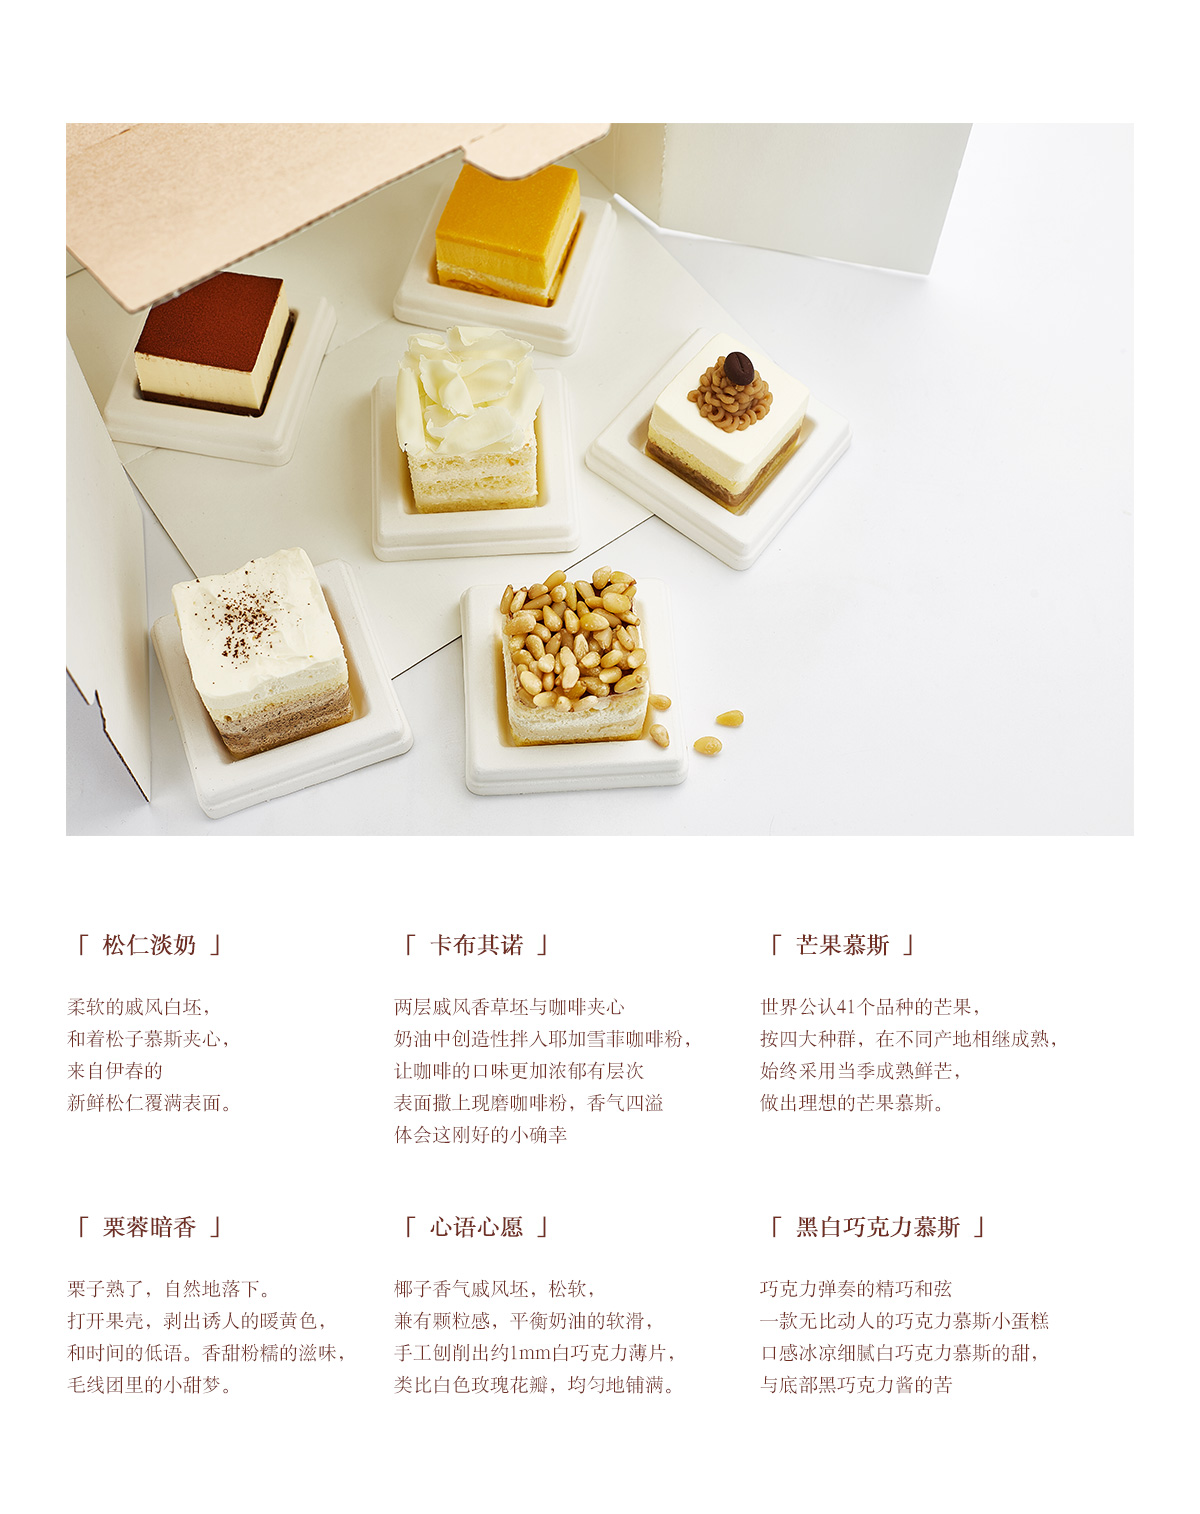 「 松仁淡奶 」
柔软的戚风白坯，
和着松子慕斯夹心，
来自伊春的
新鲜松仁覆满表面。
「 卡布其诺 」
两层戚风香草坯与咖啡夹心
奶油中创造性拌入耶加雪菲咖啡粉，
让咖啡的口味更加浓郁有层次
表面撒上现磨咖啡粉，香气四溢
体会这刚好的小确幸
「 芒果慕斯 」
世界公认41个品种的芒果，
按四大种群，在不同产地相继成熟，
始终采用当季成熟鲜芒，
做出理想的芒果慕斯。
「 栗蓉暗香 」
栗子熟了，自然地落下。
打开果壳，剥出诱人的暖黄色，
和时间的低语。香甜粉糯的滋味，
毛线团里的小甜梦。
「 心语心愿 」
椰子香气戚风坯，松软，
兼有颗粒感，平衡奶油的软滑，
手工刨削出约1mm白巧克力薄片，
类比白色玫瑰花瓣，均匀地铺满。
「 黑白巧克力慕斯 」
巧克力弹奏的精巧和弦
一款无比动人的巧克力慕斯小蛋糕
口感冰凉细腻白巧克力慕斯的甜，
与底部黑巧克力酱的苦